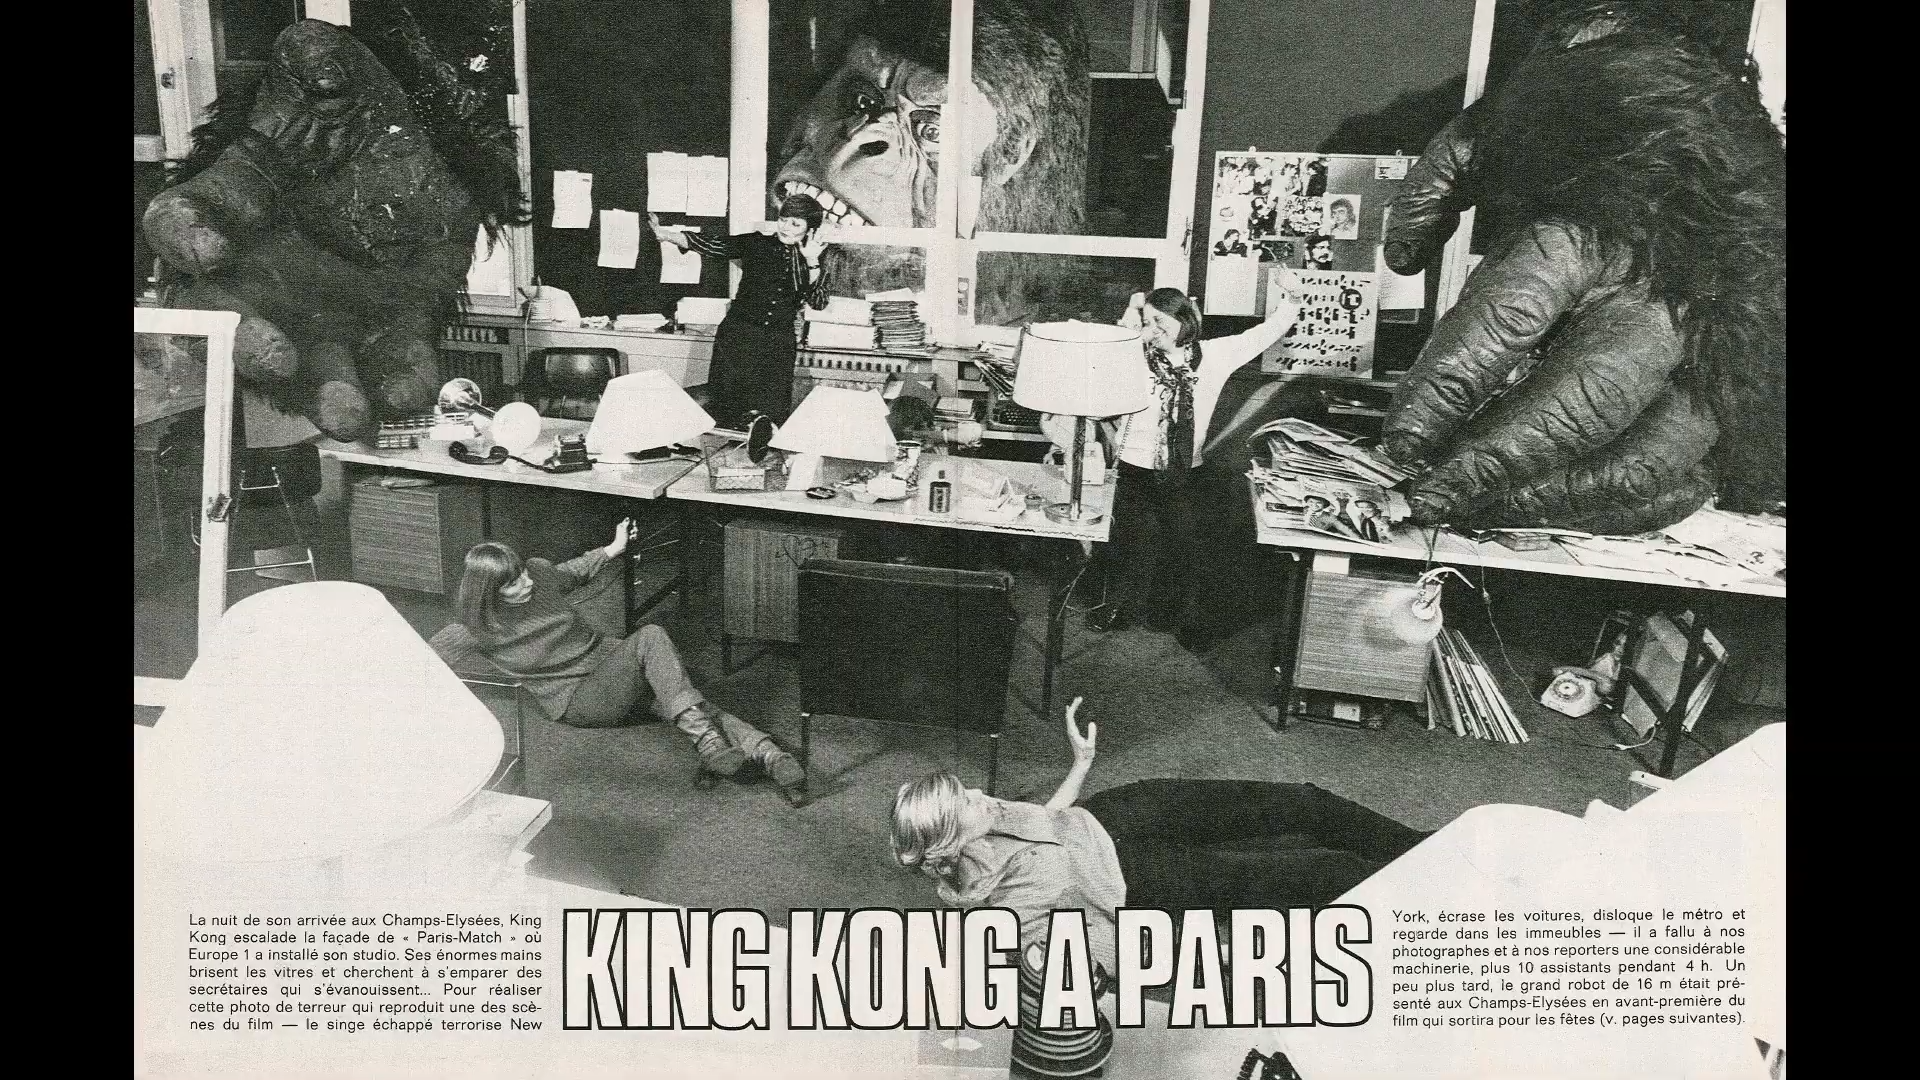 La nuit de son arrivée aux Champs-Elysées, King
Kong escalade la façade de « Paris-Match » où
Europe 1 a installé son studio. Ses énormes mains
brisent les vitres et cherchent à s'emparer des
secrétaires qui s'évanouissent... Pour réaliser
cette photo de terreur qui reproduit une des scè-
nes du film — le singe échappé terrorise New
KING KONG A PARIS
York, écrase les voitures, disloque le métro et
regarde dans les immeubles — il a fallu à nos
photographes et à nos reporters une considérable
machinerie, plus 10 assistants pendant 4 h. Un
peu plus tard, le grand robot de 16 m était pré-
senté aux Champs-Elysées en avant-première du
film qui sortira pour les fêtes (v. pages suivantes).